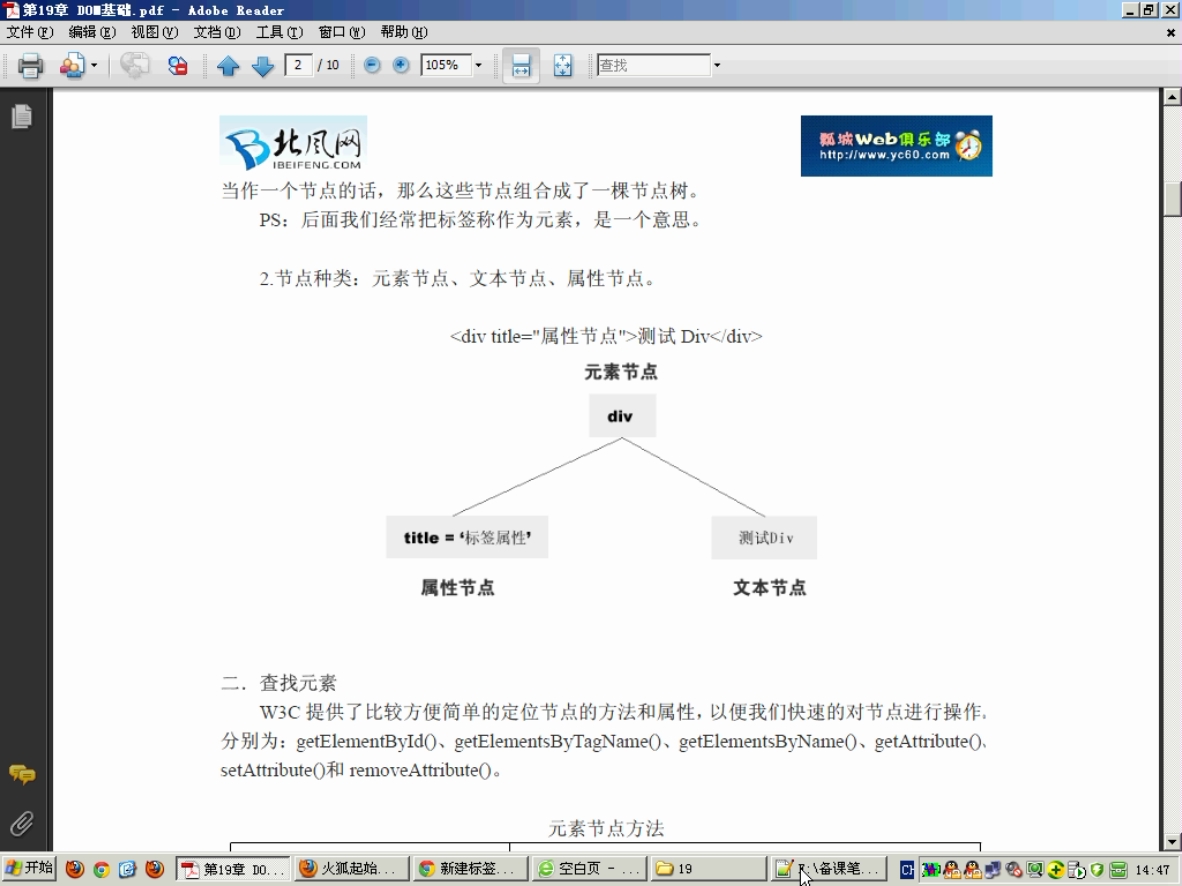 第19章 DOM基础.pdf - Adobe Reader
文件(F) 编辑(E) 视图(V) 文档(D) 工具(T) 窗口(W) 帮助(H)
2 / 10 105% 查找
北风网
IBEIFENG.COM
瓢城Web俱乐部
http://www.yc60.com
当作一个节点的话，那么这些节点组合成了一棵节点树。
PS：后面我们经常把标签称作为元素，是一个意思。
2.节点种类：元素节点、文本节点、属性节点。
<div title="属性节点">测试 Div</div>
元素节点
div
title = ‘标签属性’ 测试Div
属性节点 文本节点
二．查找元素
W3C 提供了比较方便简单的定位节点的方法和属性，以便我们快速的对节点进行操作。
分别为：getElementById()、getElementsByTagName()、getElementsByName()、getAttribute()、
setAttribute()和 removeAttribute()。
元素节点方法
开始 第19章 DO... 火狐起始... 新建标签... 空白页 - ... 19 E:\备课笔... CH 14:47